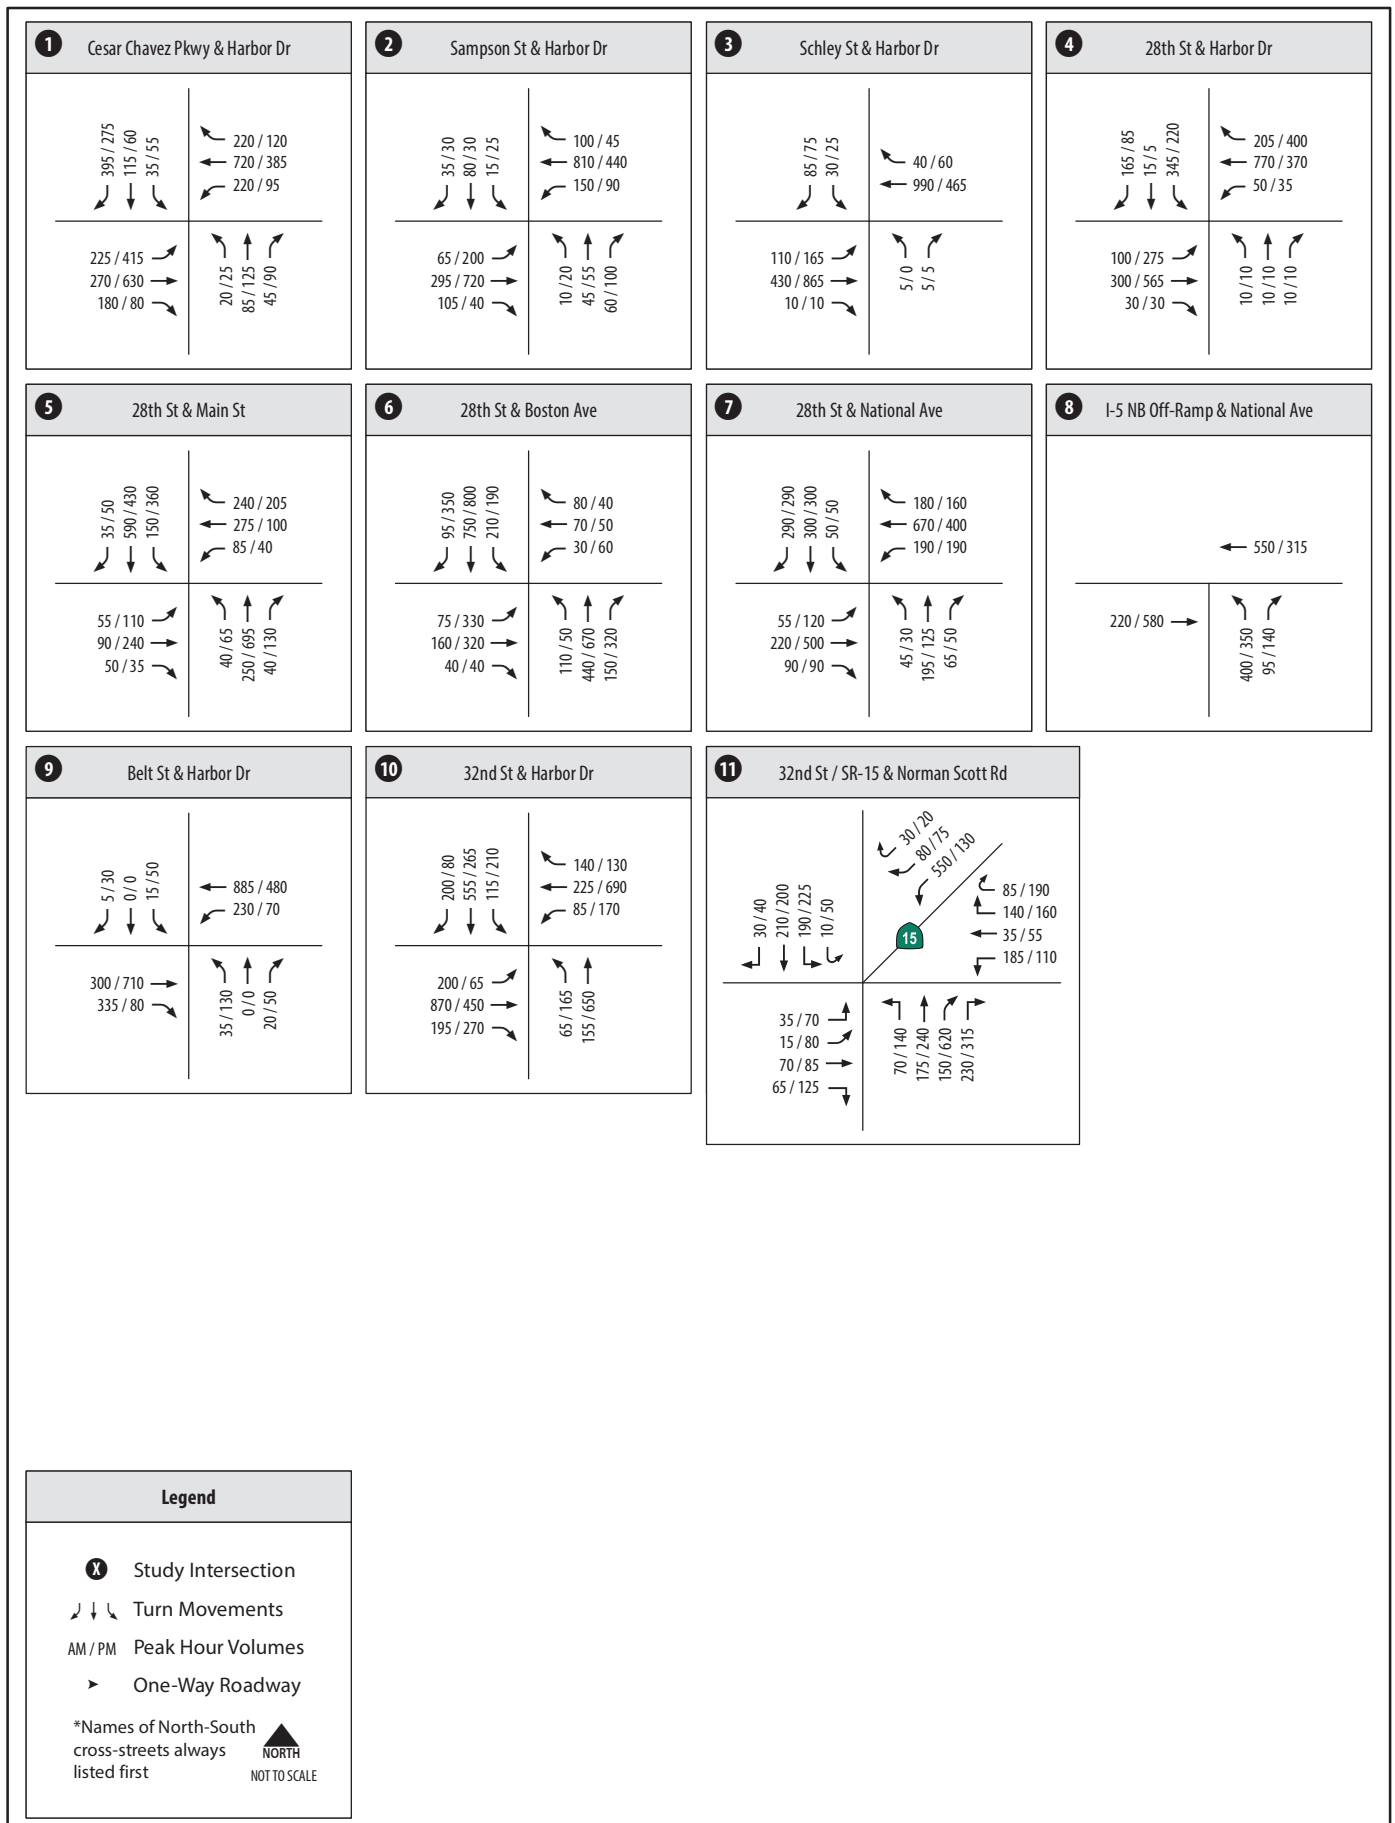 1 Cesar Chavez Pkwy & Harbor Dr
395 / 275
115 / 60
35 / 55
220 / 120
720 / 385
220 / 95
225 / 415
270 / 630
180 / 80
20 / 25
85 / 125
45 / 90
2 Sampson St & Harbor Dr
35 / 30
80 / 30
15 / 25
100 / 45
810 / 440
150 / 90
65 / 200
295 / 720
105 / 40
10 / 20
45 / 55
60 / 100
3 Schley St & Harbor Dr
85 / 75
30 / 25
40 / 60
990 / 465
110 / 165
430 / 865
10 / 10
5 / 0
5 / 5
4 28th St & Harbor Dr
165 / 85
15 / 5
345 / 220
205 / 400
770 / 370
50 / 35
100 / 275
300 / 565
30 / 30
10 / 10
10 / 10
10 / 10
5 28th St & Main St
35 / 50
590 / 430
150 / 360
240 / 205
275 / 100
85 / 40
55 / 110
90 / 240
50 / 35
40 / 65
250 / 695
40 / 130
6 28th St & Boston Ave
95 / 350
750 / 800
210 / 190
80 / 40
70 / 50
30 / 60
75 / 330
160 / 320
40 / 40
110 / 50
440 / 670
150 / 320
7 28th St & National Ave
290 / 290
300 / 300
50 / 50
180 / 160
670 / 400
190 / 190
55 / 120
220 / 500
90 / 90
45 / 30
195 / 125
65 / 50
8 I-5 NB Off-Ramp & National Ave
550 / 315
220 / 580
400 / 350
95 / 140
9 Belt St & Harbor Dr
5 / 30
0 / 0
15 / 50
885 / 480
230 / 70
300 / 710
335 / 80
35 / 130
0 / 0
20 / 50
10 32nd St & Harbor Dr
200 / 80
555 / 265
115 / 210
140 / 130
225 / 690
85 / 170
200 / 65
870 / 450
195 / 270
65 / 165
155 / 650
11 32nd St / SR-15 & Norman Scott Rd
30 / 40
210 / 200
190 / 225
10 / 50
30 / 20
80 / 75
550 / 130
15
85 / 190
140 / 160
35 / 55
185 / 110
35 / 70
15 / 80
70 / 85
65 / 125
70 / 140
175 / 240
150 / 620
230 / 315
Legend
X Study Intersection
Turn Movements
AM / PM Peak Hour Volumes
One-Way Roadway
*Names of North-South
cross-streets always
listed first
NORTH
NOT TO SCALE